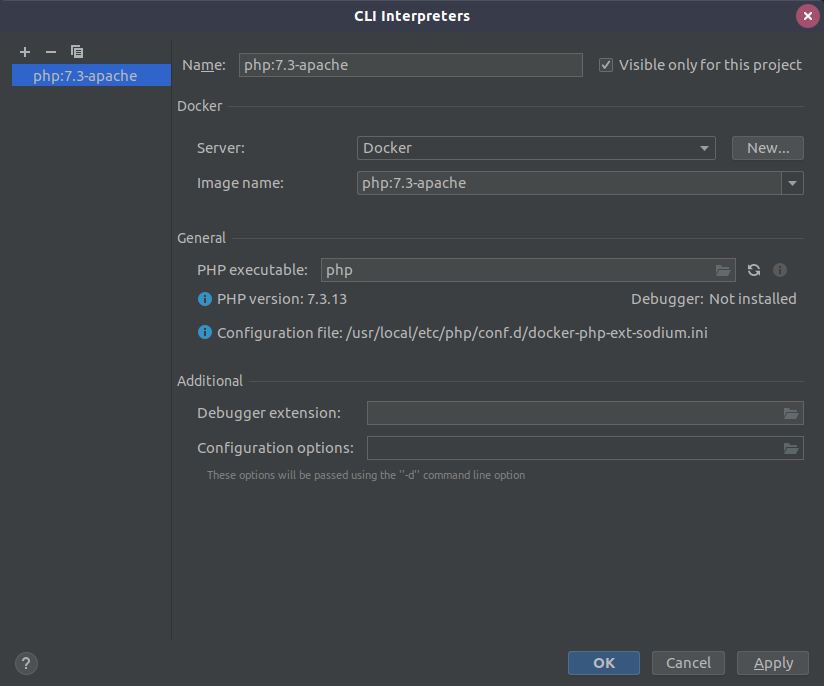 CLI Interpreters
php:7.3-apache
Name: php:7.3-apache Visible only for this project
Docker
Server: Docker New...
Image name: php:7.3-apache
General
PHP executable: php
PHP version: 7.3.13 Debugger: Not installed
Configuration file: /usr/local/etc/php/conf.d/docker-php-ext-sodium.ini
Additional
Debugger extension:
Configuration options:
These options will be passed using the ''-d'' command line option
? OK Cancel Apply